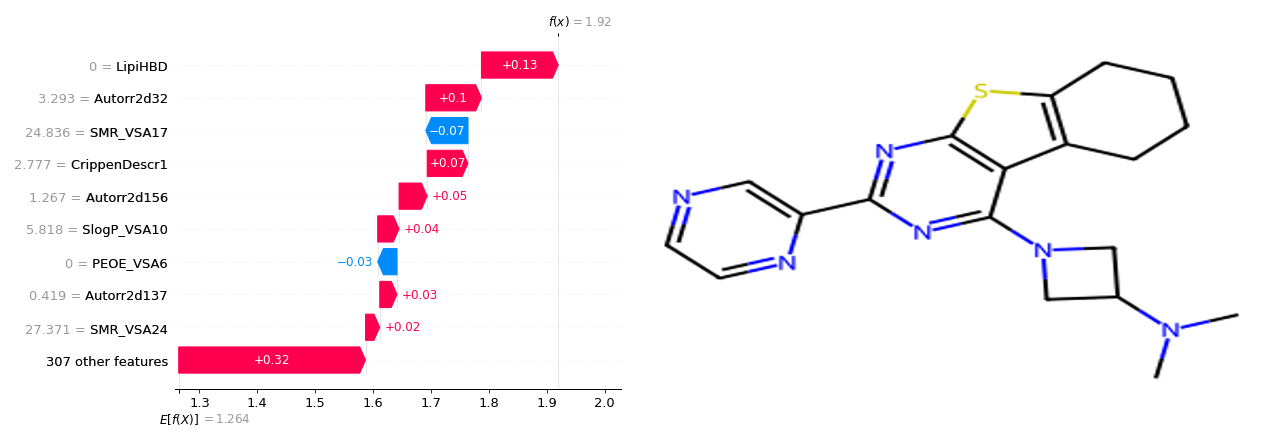 f(x) = 1.92
0 = LipiHBD
+0.13
3.293 = Autorr2d32
+0.1
24.836 = SMR_VSA17
−0.07
2.777 = CrippenDescr1
+0.07
1.267 = Autorr2d156
+0.05
5.818 = SlogP_VSA10
+0.04
0 = PEOE_VSA6
−0.03
0.419 = Autorr2d137
+0.03
27.371 = SMR_VSA24
+0.02
307 other features
+0.32
1.3 1.4 1.5 1.6 1.7 1.8 1.9 2.0
E[f(X)] = 1.264
S
N
N
N
N
N
N